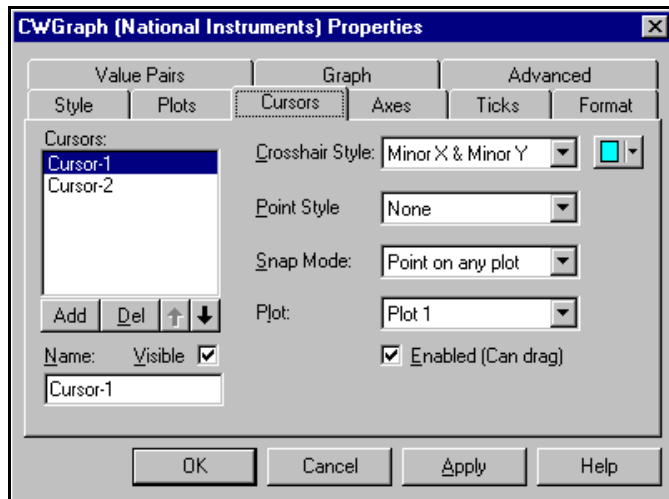 CWGraph (National Instruments) Properties
Value Pairs Graph Advanced
Style Plots Cursors Axes Ticks Format
Cursors:
Cursor-1
Cursor-2
Add Del
Name: Visible
Cursor-1
Crosshair Style: Minor X & Minor Y
Point Style None
Snap Mode: Point on any plot
Plot: Plot 1
Enabled (Can drag)
OK Cancel Apply Help